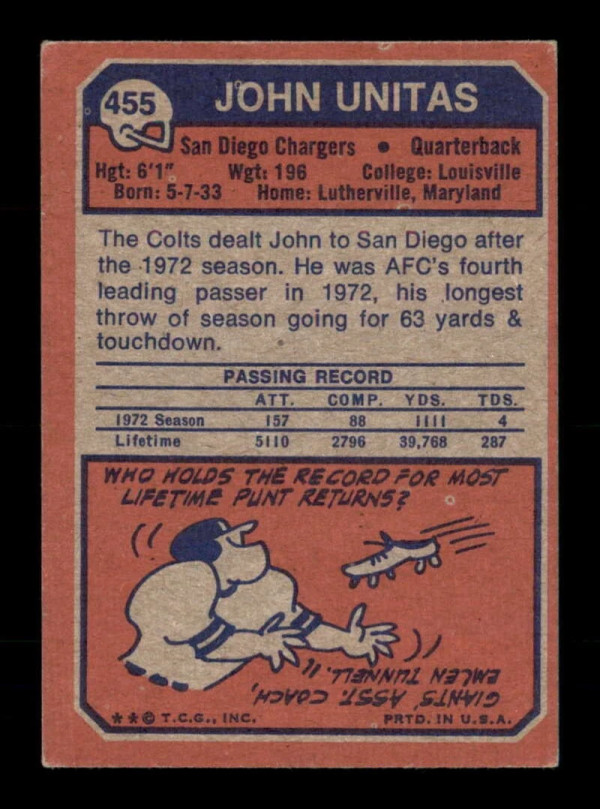 455
JOHN UNITAS
San Diego Chargers • Quarterback
Hgt: 6'1" Wgt: 196 College: Louisville
Born: 5-7-33 Home: Lutherville, Maryland
The Colts dealt John to San Diego after
the 1972 season. He was AFC's fourth
leading passer in 1972, his longest
throw of season going for 63 yards &
touchdown.
PASSING RECORD
ATT. COMP. YDS. TDS.
1972 Season 157 88 1111 4
Lifetime 5110 2796 39,768 287
WHO HOLDS THE RECORD FOR MOST
LIFETIME PUNT RETURNS?
GIANTS' ASST. COACH,
EMLEN TUNNELL.
**© T.C.G., INC. PRTD. IN U.S.A.